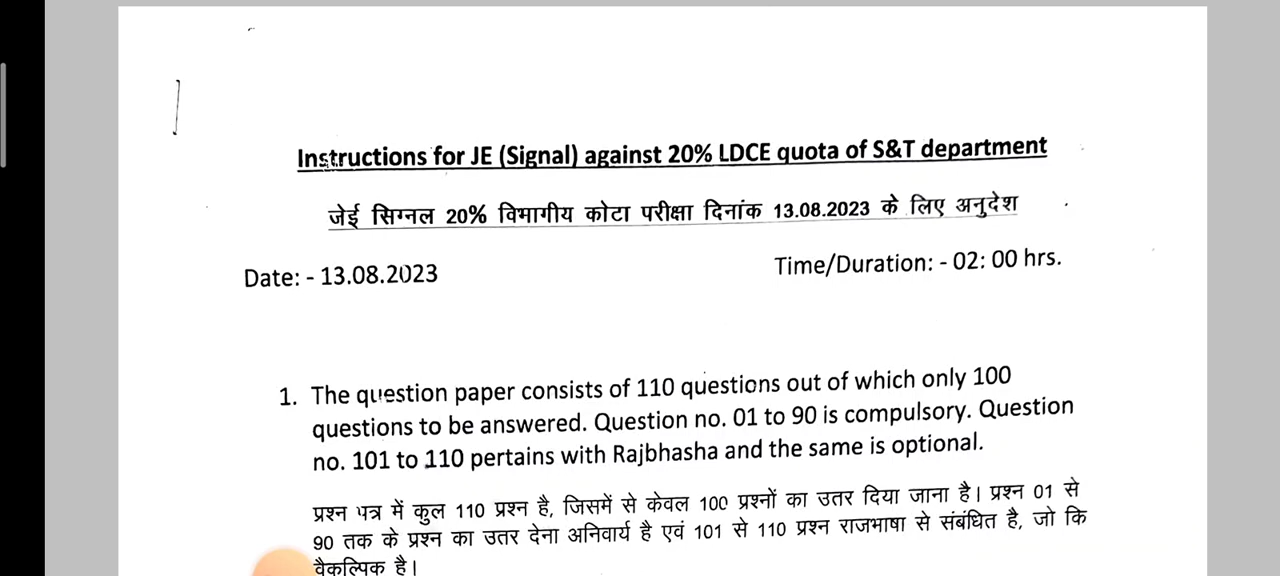 Instructions for JE (Signal) against 20% LDCE quota of S&T department
जेई सिग्नल 20% विभागीय कोटा परीक्षा दिनांक 13.08.2023 के लिए अनुदेश
Date: - 13.08.2023
Time/Duration: - 02: 00 hrs.
1. The question paper consists of 110 questions out of which only 100
questions to be answered. Question no. 01 to 90 is compulsory. Question
no. 101 to 110 pertains with Rajbhasha and the same is optional.
प्रश्न पत्र में कुल 110 प्रश्न है, जिसमें से केवल 100 प्रश्नों का उतर दिया जाना है। प्रश्न 01 से
90 तक के प्रश्न का उतर देना अनिवार्य है एवं 101 से 110 प्रश्न राजभाषा से संबंधित है, जो कि
वैकल्पिक है।